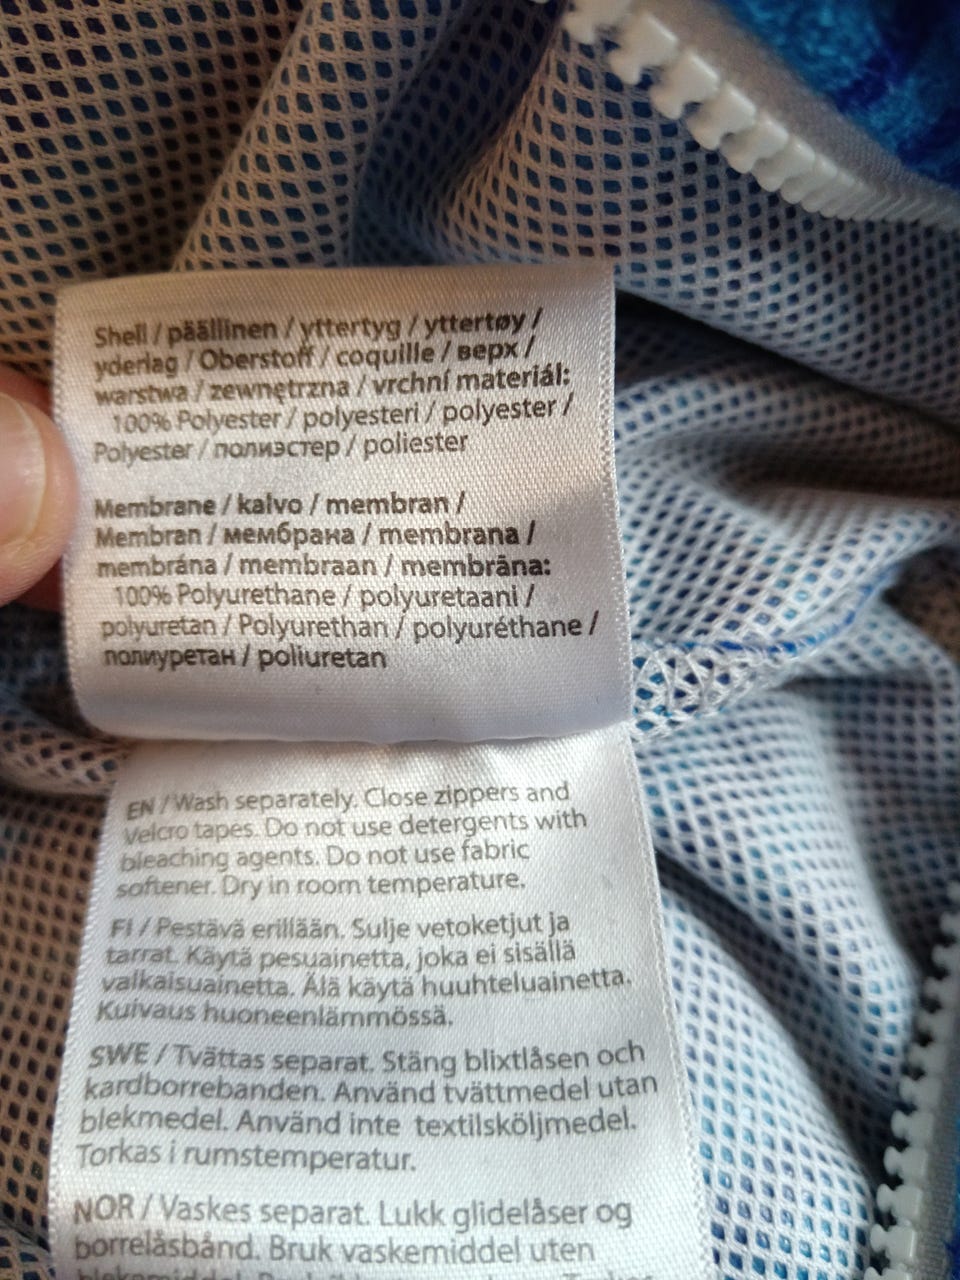 Shell / päällinen / yttertyg / yttertøy /
yderlag / Oberstoff / coquille / верх /
warstwa / zewnętrzna / vrchní materiál:
100% Polyester / polyesteri / polyester /
Polyester / полиэстер / poliester
Membrane / kalvo / membran /
Membran / мембрана / membrana /
membrána / membraan / membrāna:
100% Polyurethane / polyuretaani /
polyuretan / Polyurethan / polyuréthane /
полиуретан / poliuretan
EN / Wash separately. Close zippers and
Velcro tapes. Do not use detergents with
bleaching agents. Do not use fabric
softener. Dry in room temperature.
FI / Pestävä erillään. Sulje vetoketjut ja
tarrat. Käytä pesuainetta, joka ei sisällä
valkaisuainetta. Älä käytä huuhteluainetta.
Kuivaus huoneenlämmössä.
SWE / Tvättas separat. Stäng blixtlåsen och
kardborrebanden. Använd tvättmedel utan
blekmedel. Använd inte textilsköljmedel.
Torkas i rumstemperatur.
NOR / Vaskes separat. Lukk glidelåser og
borrelåsbånd. Bruk vaskemiddel uten